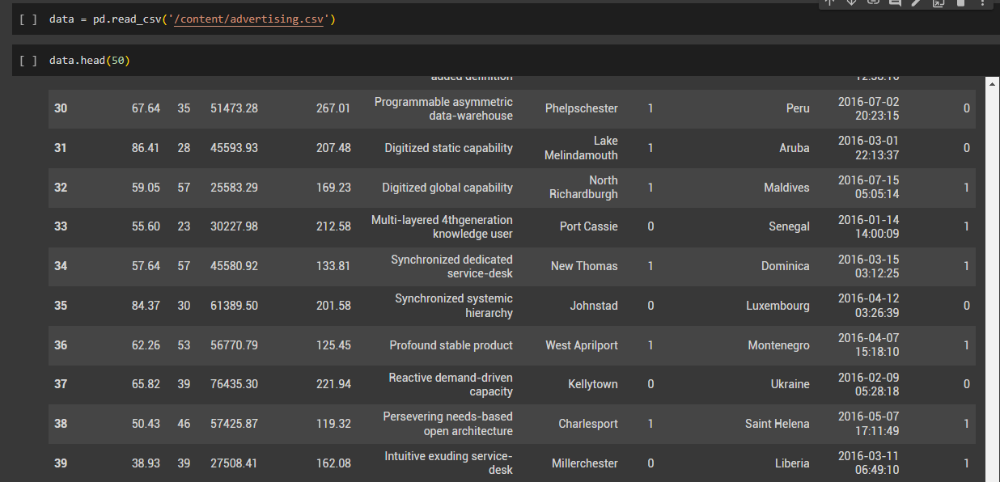 [ ] data = pd.read_csv('/content/advertising.csv')
[ ] data.head(50)
added definition 12:38:16
30 67.64 35 51473.28 267.01 Programmable asymmetric data-warehouse Phelpschester 1 Peru 2016-07-02 20:23:15 0
31 86.41 28 45593.93 207.48 Digitized static capability Lake Melindamouth 1 Aruba 2016-03-01 22:13:37 0
32 59.05 57 25583.29 169.23 Digitized global capability North Richardburgh 1 Maldives 2016-07-15 05:05:14 1
33 55.60 23 30227.98 212.58 Multi-layered 4thgeneration knowledge user Port Cassie 0 Senegal 2016-01-14 14:00:09 1
34 57.64 57 45580.92 133.81 Synchronized dedicated service-desk New Thomas 1 Dominica 2016-03-15 03:12:25 1
35 84.37 30 61389.50 201.58 Synchronized systemic hierarchy Johnstad 0 Luxembourg 2016-04-12 03:26:39 0
36 62.26 53 56770.79 125.45 Profound stable product West Aprilport 1 Montenegro 2016-04-07 15:18:10 1
37 65.82 39 76435.30 221.94 Reactive demand-driven capacity Kellytown 0 Ukraine 2016-02-09 05:28:18 0
38 50.43 46 57425.87 119.32 Persevering needs-based open architecture Charlesport 1 Saint Helena 2016-05-07 17:11:49 1
39 38.93 39 27508.41 162.08 Intuitive exuding service-desk Millerchester 0 Liberia 2016-03-11 06:49:10 1